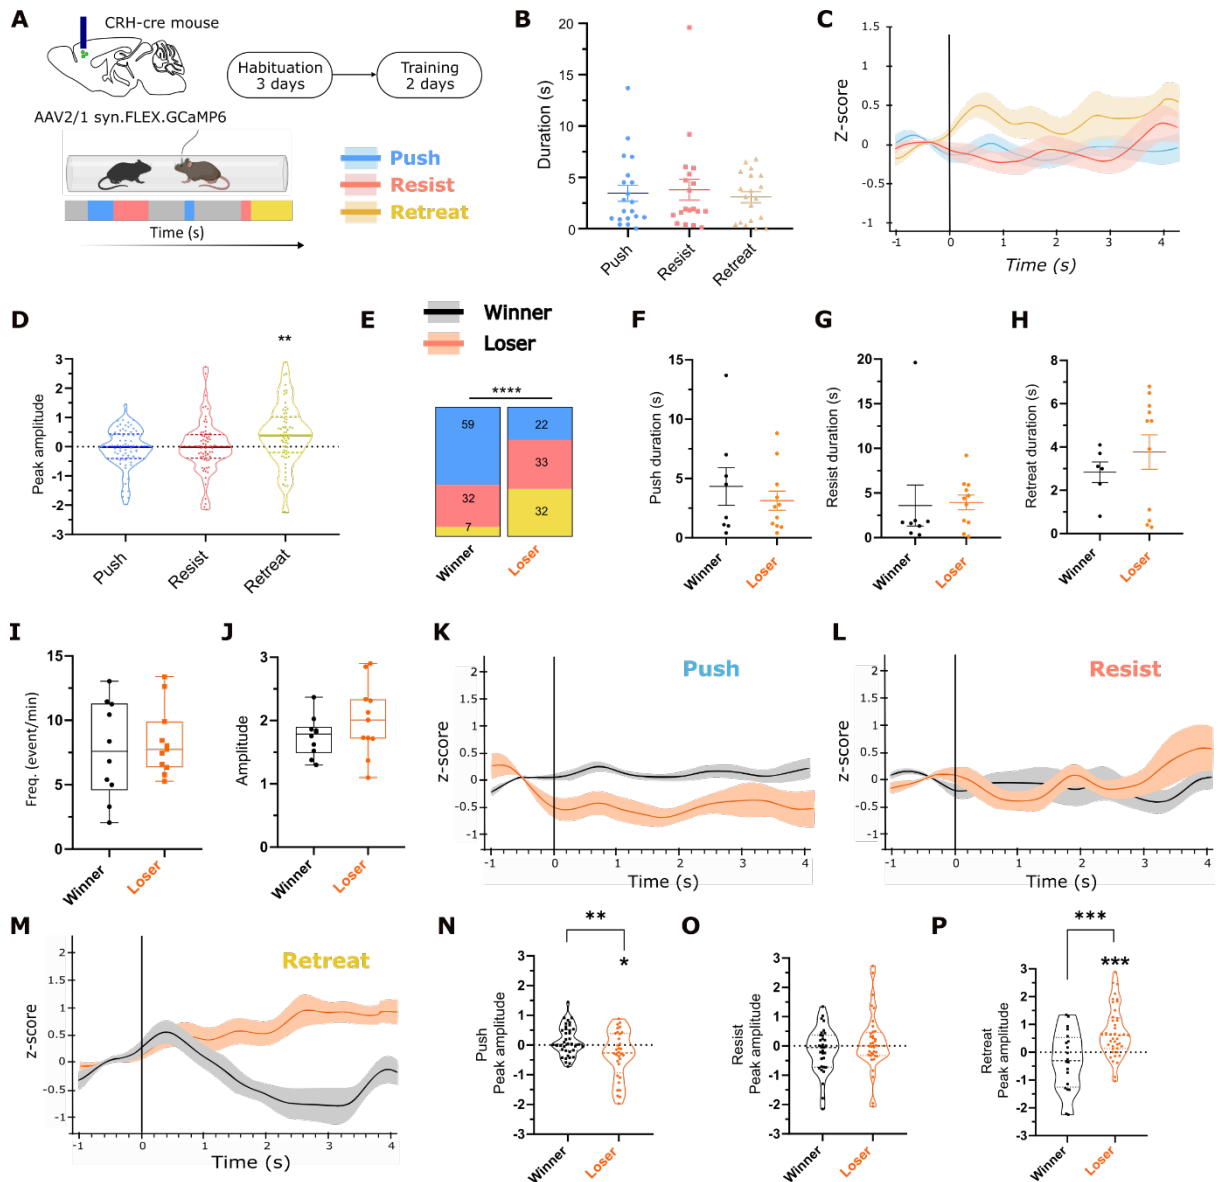 A
CRH-cre mouse
Habituation
3 days
Training
2 days
AAV2/1 syn.FLEX.GCaMP6
Push
Resist
Retreat
Time (s)
B
Duration (s)
20
15
10
5
0
Push
Resist
Retreat
C
Z-score
1.5
1
0.5
0
-0.5
-1
-1
0
1
2
3
4
Time (s)
D
Peak amplitude
3
2
1
0
-1
-2
-3
**
Push
Resist
Retreat
E
Winner
Loser
****
59
22
32
33
7
32
Winner
Loser
F
Push duration (s)
15
10
5
0
Winner
Loser
G
Resist duration (s)
20
15
10
5
0
Winner
Loser
H
Retreat duration (s)
8
6
4
2
0
Winner
Loser
I
Freq. (event/min)
15
10
5
0
Winner
Loser
J
Amplitude
3
2
1
0
Winner
Loser
K
Push
z-score
2
1.5
1
0.5
0
-0.5
-1
-1
0
1
2
3
4
Time (s)
L
Resist
z-score
2
1.5
1
0.5
0
-0.5
-1
-1
0
1
2
3
4
Time (s)
M
Retreat
z-score
2
1.5
1
0.5
0
-0.5
-1
-1
0
1
2
3
4
Time (s)
N
**
*
Push
Peak amplitude
3
2
1
0
-1
-2
-3
Winner
Loser
O
Resist
Peak amplitude
3
2
1
0
-1
-2
-3
Winner
Loser
P
***
***
Retreat
Peak amplitude
3
2
1
0
-1
-2
-3
Winner
Loser